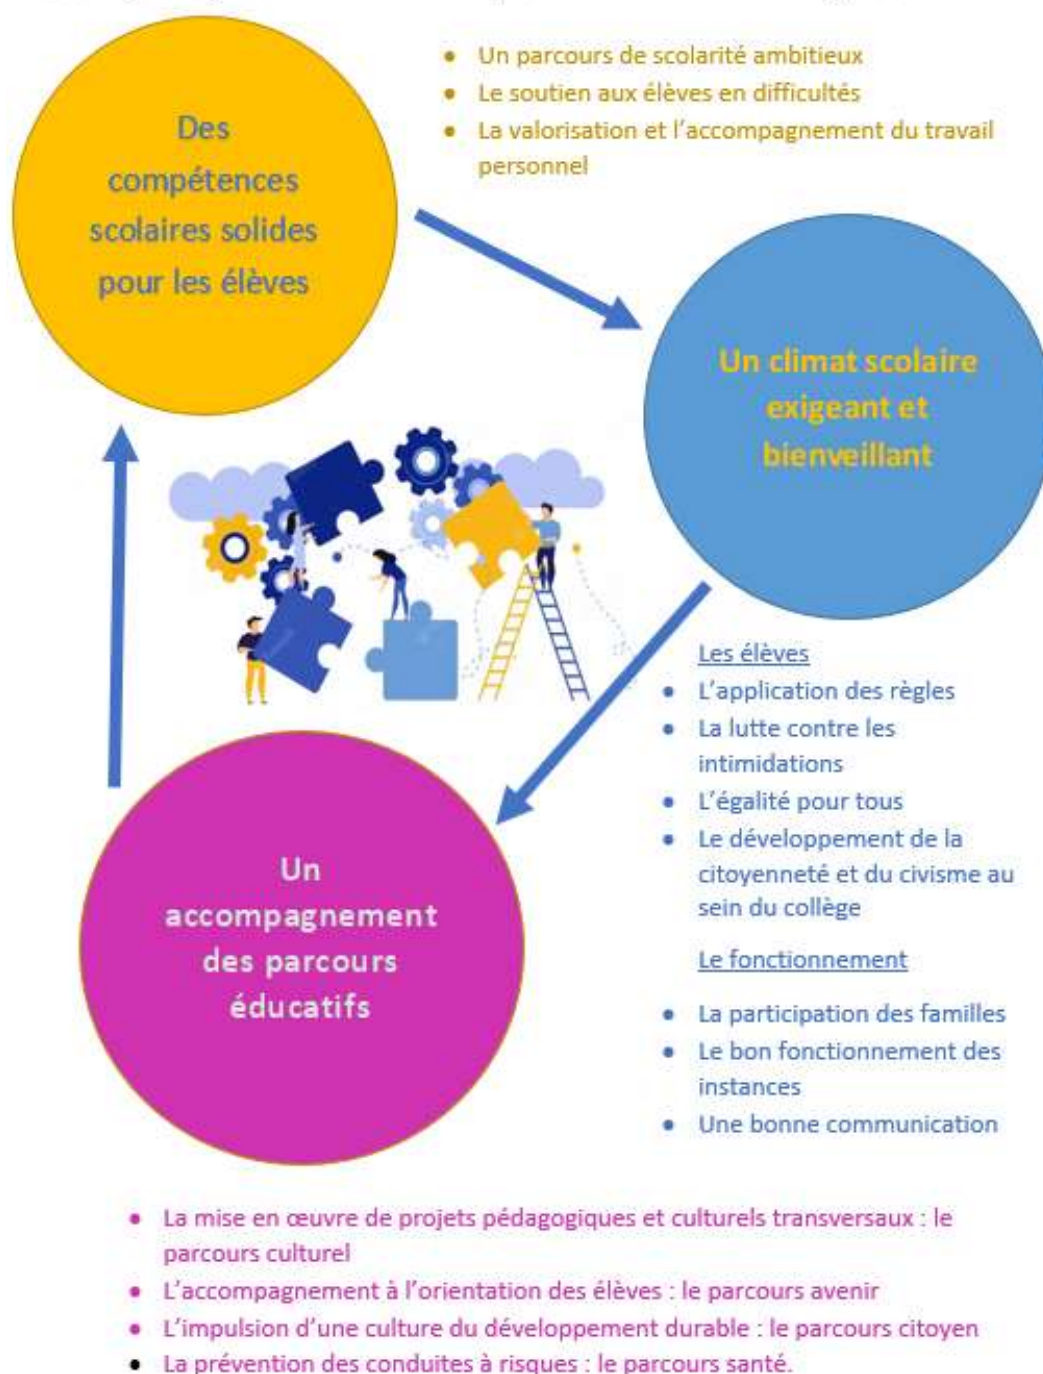 Des
compétences
scolaires solides
pour les élèves
• Un parcours de scolarité ambitieux
• Le soutien aux élèves en difficultés
• La valorisation et l'accompagnement du travail
personnel
Un climat scolaire
exigeant et
bienveillant
Les élèves
• L'application des règles
• La lutte contre les
intimidations
• L'égalité pour tous
• Le développement de la
citoyenneté et du civisme au
sein du collège
Le fonctionnement
• La participation des familles
• Le bon fonctionnement des
instances
• Une bonne communication
Un
accompagnement
des parcours
éducatifs
• La mise en œuvre de projets pédagogiques et culturels transversaux : le
parcours culturel
• L'accompagnement à l'orientation des élèves : le parcours avenir
• L'impulsion d'une culture du développement durable : le parcours citoyen
• La prévention des conduites à risques : le parcours santé.